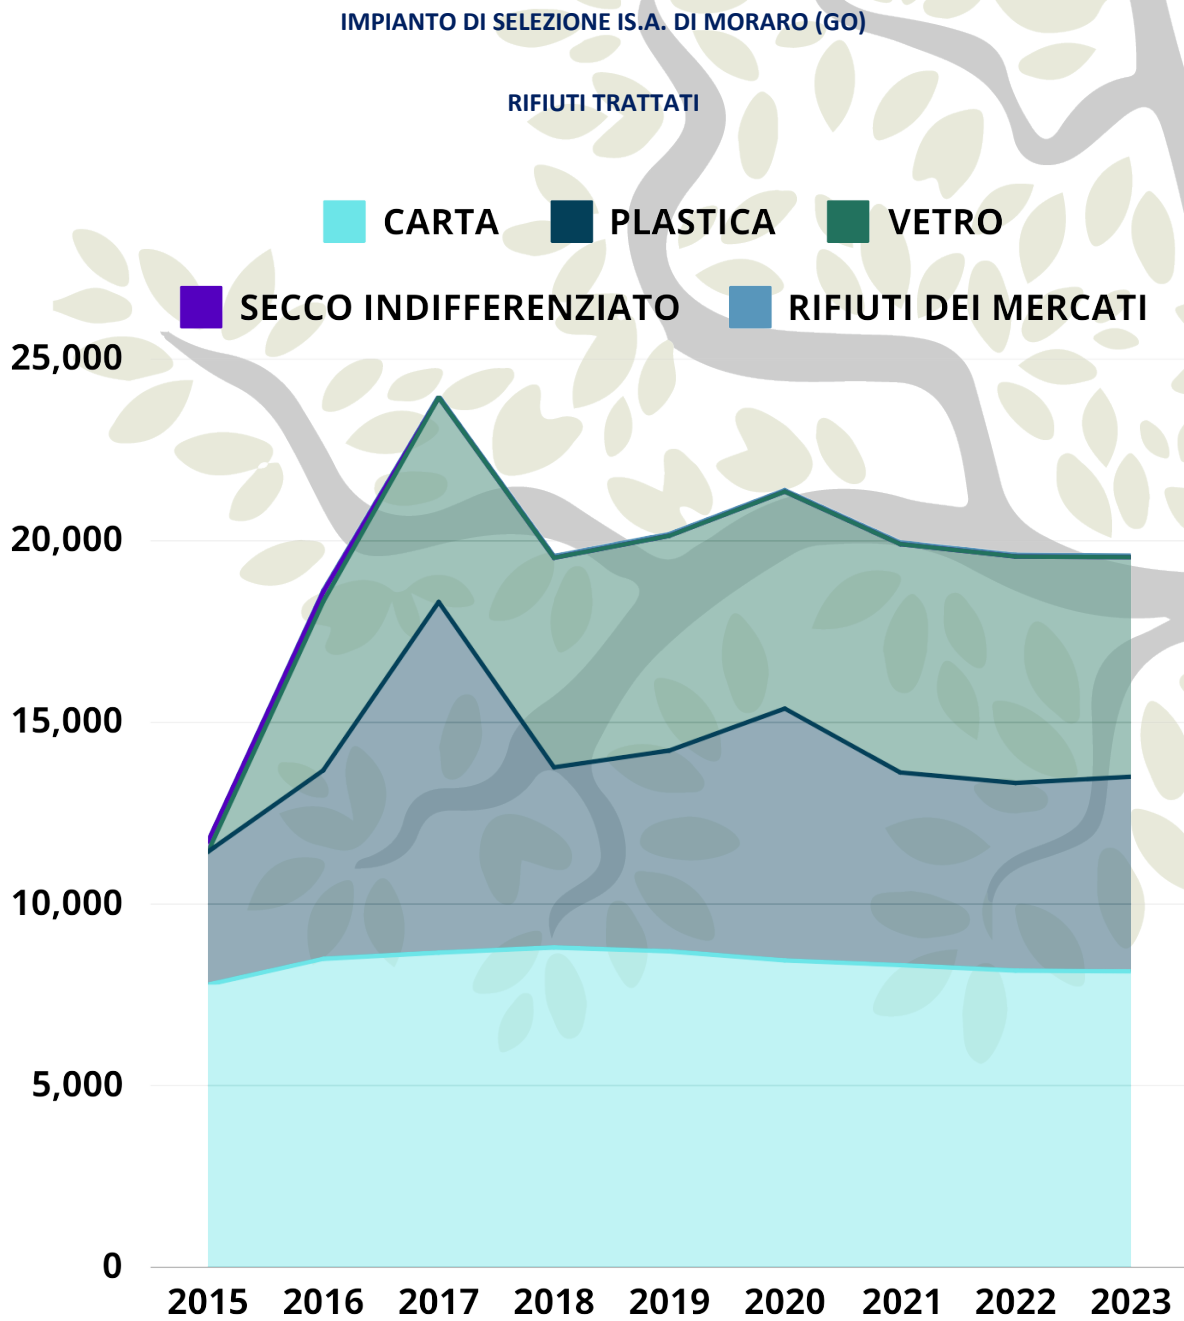 IMPIANTO DI SELEZIONE IS.A. DI MORARO (GO)
RIFIUTI TRATTATI
CARTA PLASTICA VETRO
SECCO INDIFFERENZIATO RIFIUTI DEI MERCATI
25,000
20,000
15,000
10,000
5,000
0
2015 2016 2017 2018 2019 2020 2021 2022 2023